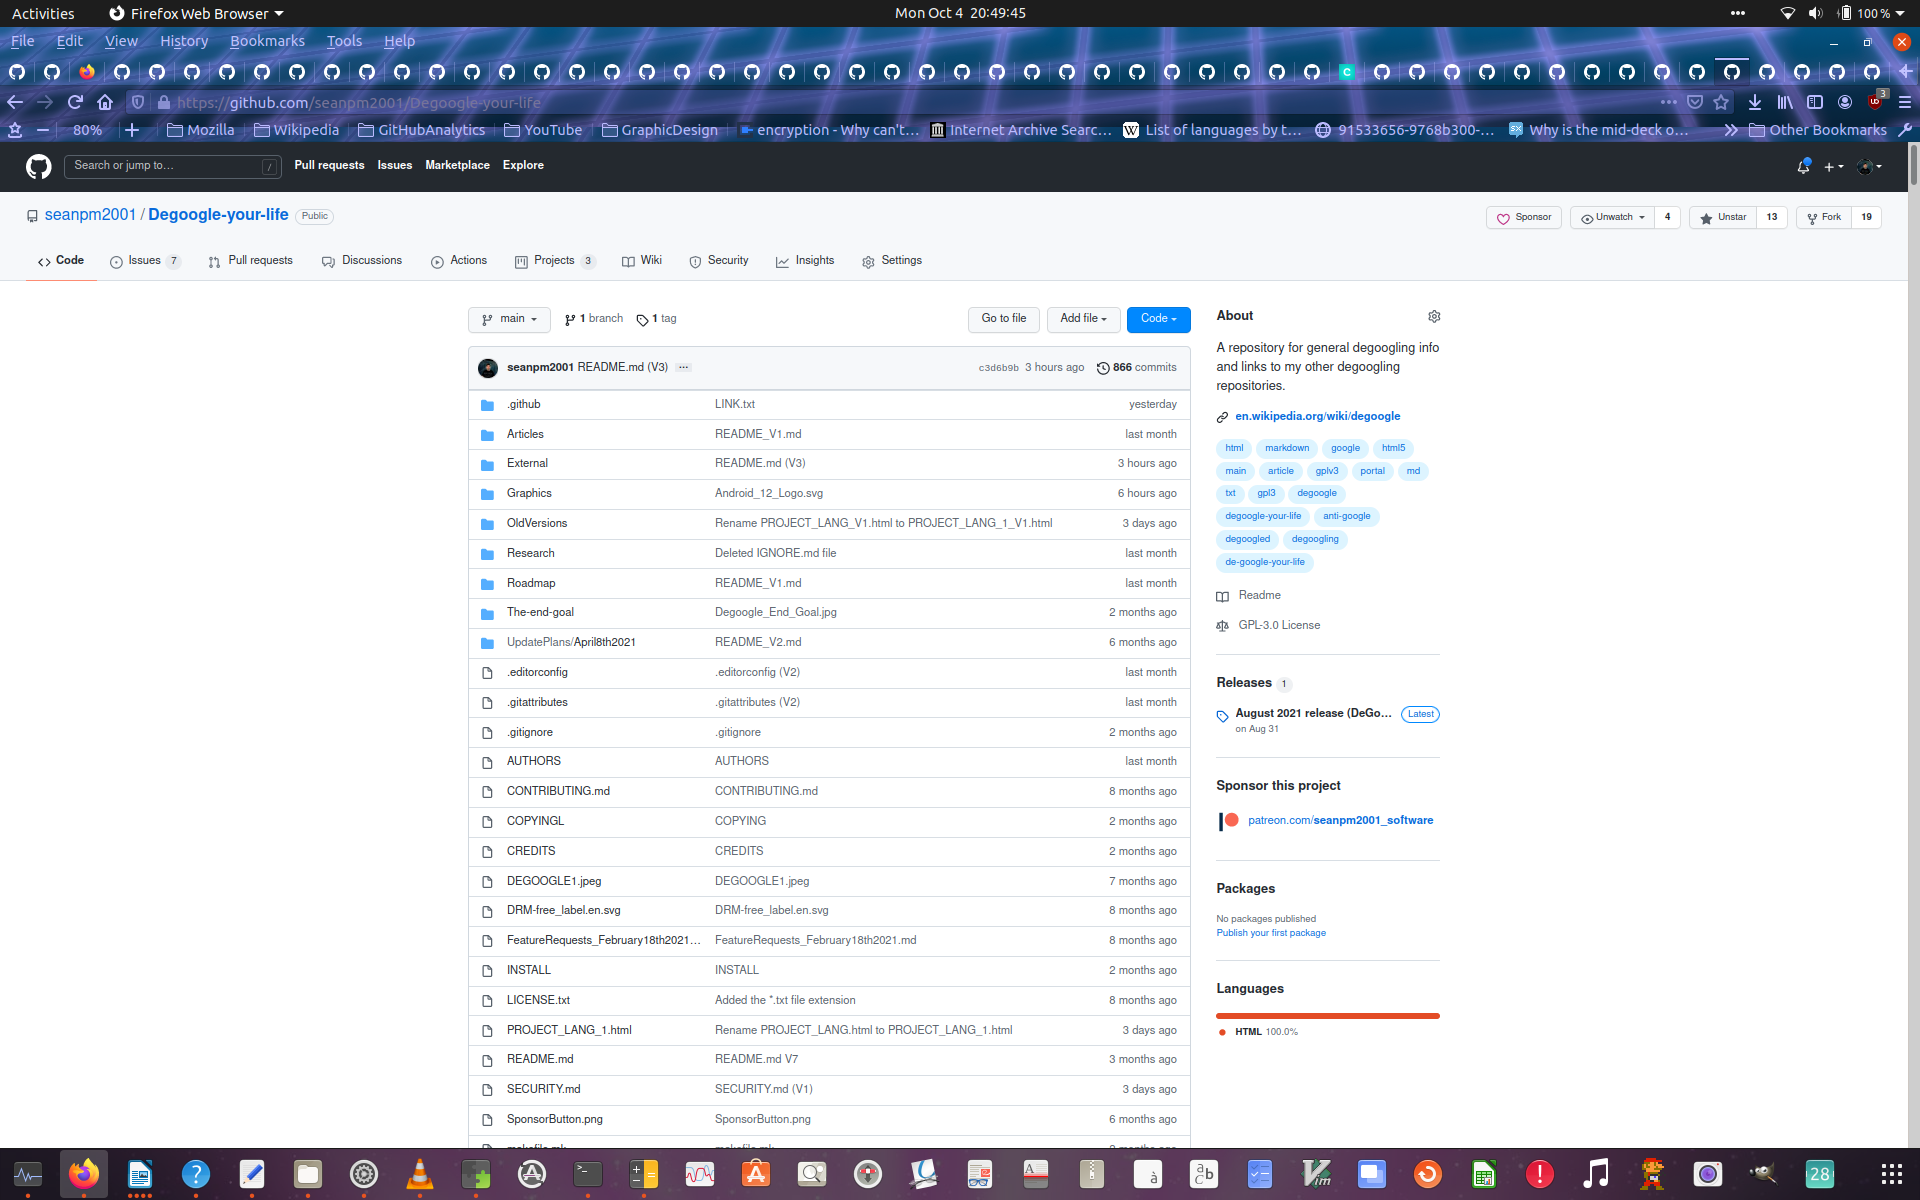 Activities Firefox Web Browser Mon Oct 4 20:49:45 100 %
File Edit View History Bookmarks Tools Help
https://github.com/seanpm2001/Degoogle-your-life 3
80% Mozilla Wikipedia GitHubAnalytics YouTube GraphicDesign encryption - Why can't… Internet Archive Searc… List of languages by t… 91533656-9768b300-… Why is the mid-deck o… Other Bookmarks
Search or jump to… / Pull requests Issues Marketplace Explore
seanpm2001 / Degoogle-your-life Public Sponsor Unwatch 4 Unstar 13 Fork 19
Code Issues 7 Pull requests Discussions Actions Projects 3 Wiki Security Insights Settings
main 1 branch 1 tag Go to file Add file Code
seanpm2001 README.md (V3) … c3d6b9b 3 hours ago 866 commits
.github LINK.txt yesterday
Articles README_V1.md last month
External README.md (V3) 3 hours ago
Graphics Android_12_Logo.svg 6 hours ago
OldVersions Rename PROJECT_LANG_V1.html to PROJECT_LANG_1_V1.html 3 days ago
Research Deleted IGNORE.md file last month
Roadmap README_V1.md last month
The-end-goal Degoogle_End_Goal.jpg 2 months ago
UpdatePlans/April8th2021 README_V2.md 6 months ago
.editorconfig .editorconfig (V2) last month
.gitattributes .gitattributes (V2) last month
.gitignore .gitignore 2 months ago
AUTHORS AUTHORS last month
CONTRIBUTING.md CONTRIBUTING.md 8 months ago
COPYINGL COPYING 2 months ago
CREDITS CREDITS 2 months ago
DEGOOGLE1.jpeg DEGOOGLE1.jpeg 7 months ago
DRM-free_label.en.svg DRM-free_label.en.svg 8 months ago
FeatureRequests_February18th2021… FeatureRequests_February18th2021.md 8 months ago
INSTALL INSTALL 2 months ago
LICENSE.txt Added the *.txt file extension 8 months ago
PROJECT_LANG_1.html Rename PROJECT_LANG.html to PROJECT_LANG_1.html 3 days ago
README.md README.md V7 3 months ago
SECURITY.md SECURITY.md (V1) 3 days ago
SponsorButton.png SponsorButton.png 6 months ago
About
A repository for general degoogling info
and links to my other degoogling
repositories.
en.wikipedia.org/wiki/degoogle
html markdown google html5
main article gplv3 portal md
txt gpl3 degoogle
degoogle-your-life anti-google
degoogled degoogling
de-google-your-life
Readme
GPL-3.0 License
Releases 1
August 2021 release (DeGo… Latest
on Aug 31
Sponsor this project
patreon.com/seanpm2001_software
Packages
No packages published
Publish your first package
Languages
HTML 100.0%
28